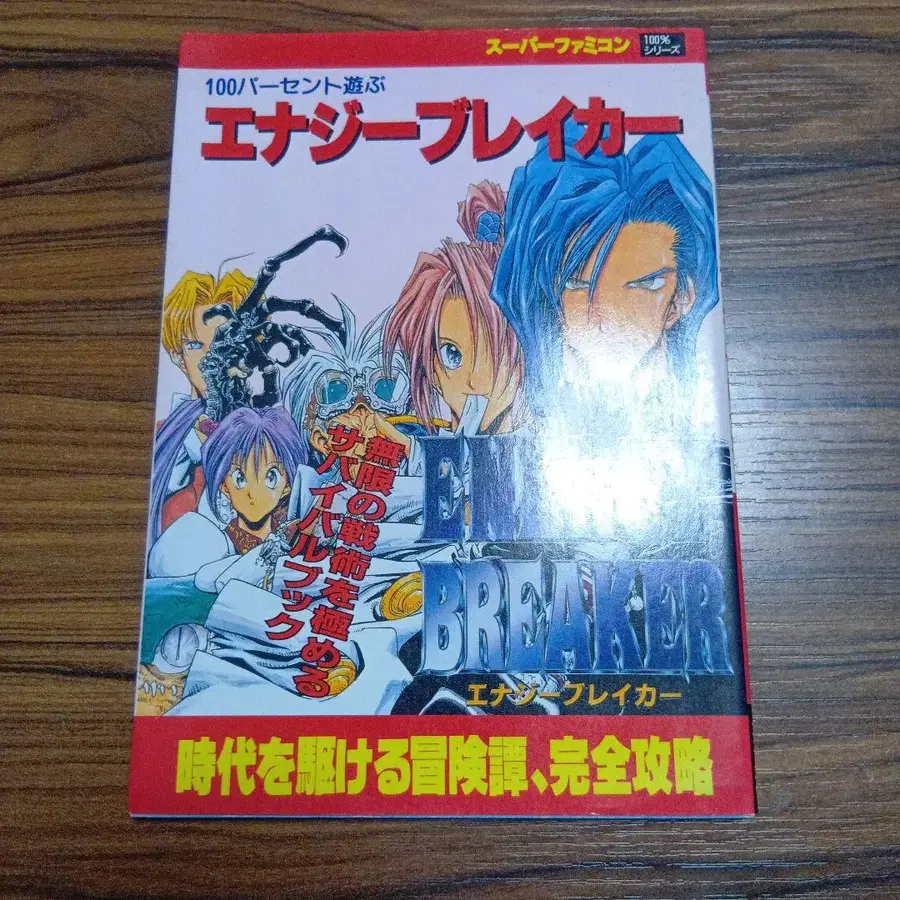 スーパーファミコン
100%
シリーズ
100パーセント遊ぶ
エナジーブレイカー
無限の戦術を極める
サバイバルブック
BREAKER
エナジーブレイカー
時代を駆ける冒険譚、完全攻略